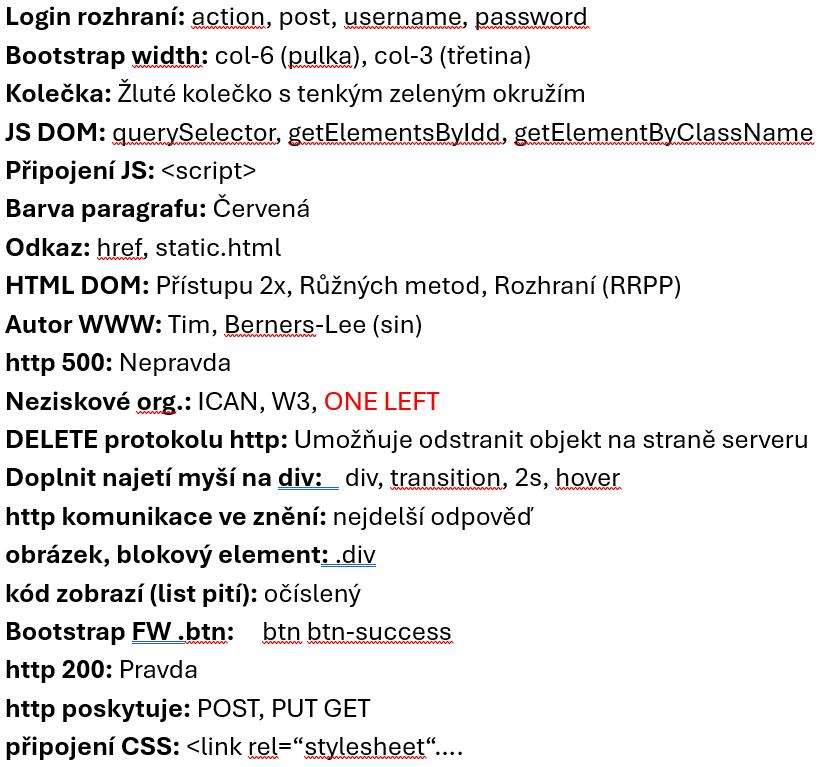 Login rozhraní: action, post, username, password
Bootstrap width: col-6 (pulka), col-3 (třetina)
Kolečka: Žluté kolečko s tenkým zeleným okružím
JS DOM: querySelector, getElementsByIdd, getElementByClassName
Připojení JS: <script>
Barva paragrafu: Červená
Odkaz: href, static.html
HTML DOM: Přístupu 2x, Růžných metod, Rozhraní (RRPP)
Autor WWW: Tim, Berners-Lee (sin)
http 500: Nepravda
Neziskové org.: ICAN, W3, ONE LEFT
DELETE protokolu http: Umožňuje odstranit objekt na straně serveru
Doplnit najetí myší na div: div, transition, 2s, hover
http komunikace ve znění: nejdelší odpověď
obrázek, blokový element: .div
kód zobrazí (list pití): očíslený
Bootstrap FW .btn: btn btn-success
http 200: Pravda
http poskytuje: POST, PUT GET
připojení CSS: <link rel=“stylesheet“....